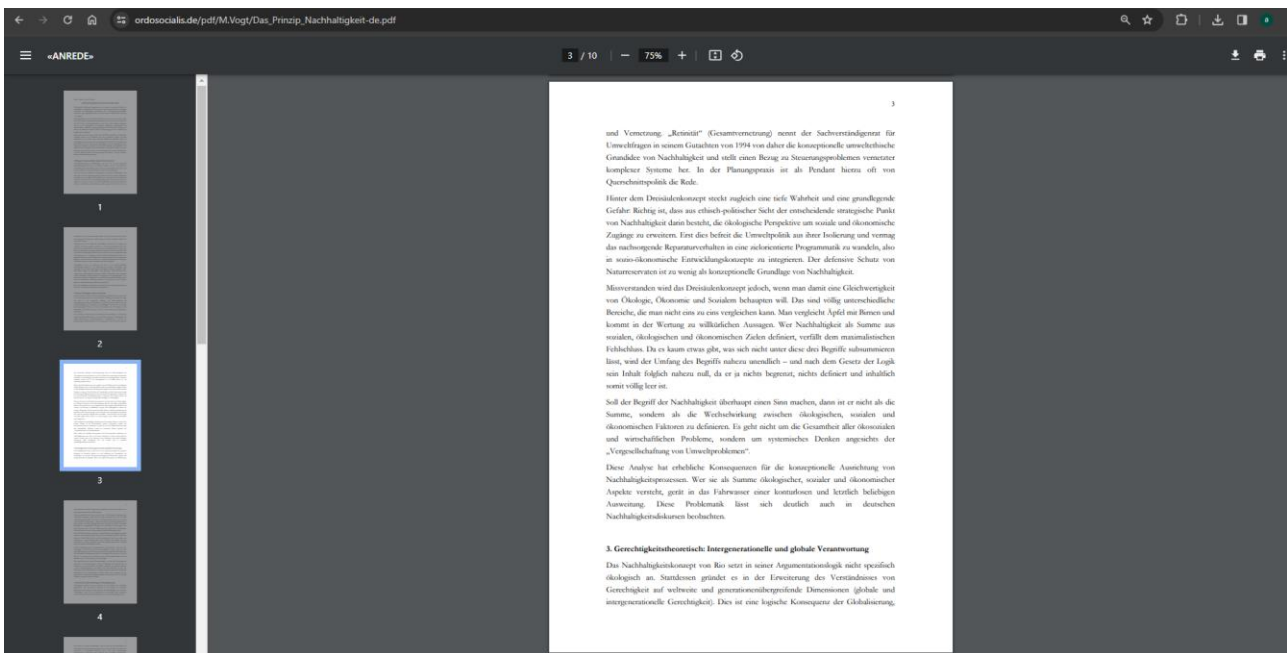 ordosocialis.de/pdf/M.Vogt/Das_Prinzip_Nachhaltigkeit-de.pdf
«ANREDE»
3 / 10
75%
1
2
3
4
3
und Vernetzung. „Retinität“ (Gesamtvernetzung) nennt der Sachverständigenrat für
Umweltfragen in seinem Gutachten von 1994 von daher die konzeptionelle umweltethische
Grundidee von Nachhaltigkeit und stellt einen Bezug zu Steuerungsproblemen vernetzter
komplexer Systeme her. In der Planungspraxis ist als Pendant hierzu oft von
Querschnittspolitik die Rede.
Hinter dem Dreisäulenkonzept steckt zugleich eine tiefe Wahrheit und eine grundlegende
Gefahr: Richtig ist, dass aus ethisch-politischer Sicht der entscheidende strategische Punkt
von Nachhaltigkeit darin besteht, die ökologische Perspektive um soziale und ökonomische
Zugänge zu erweitern. Erst dies befreit die Umweltpolitik aus ihrer Isolierung und vermag
das nachsorgende Reparaturverhalten in eine zielorientierte Programmatik zu wandeln, also
in sozio-ökonomische Entwicklungskonzepte zu integrieren. Der defensive Schutz von
Naturreservaten ist zu wenig als konzeptionelle Grundlage von Nachhaltigkeit.
Missverstanden wird das Dreisäulenkonzept jedoch, wenn man damit eine Gleichwertigkeit
von Ökologie, Ökonomie und Sozialem behaupten will. Das sind völlig unterschiedliche
Bereiche, die man nicht eins zu eins vergleichen kann. Man vergleicht Äpfel mit Birnen und
kommt in der Wertung zu willkürlichen Aussagen. Wer Nachhaltigkeit als Summe aus
sozialen, ökologischen und ökonomischen Zielen definiert, verfällt dem maximalistischen
Fehlschluss. Da es kaum etwas gibt, was sich nicht unter diese drei Begriffe subsummieren
lässt, wird der Umfang des Begriffs nahezu unendlich – und nach dem Gesetz der Logik
sein Inhalt folglich nahezu null, da er ja nichts begrenzt, nichts definiert und inhaltlich
somit völlig leer ist.
Soll der Begriff der Nachhaltigkeit überhaupt einen Sinn machen, dann ist er nicht als die
Summe, sondern als die Wechselwirkung zwischen ökologischen, sozialen und
ökonomischen Faktoren zu definieren. Es geht nicht um die Gesamtheit aller ökosozialen
und wirtschaftlichen Probleme, sondern um systemisches Denken angesichts der
„Vergesellschaftung von Umweltproblemen“.
Diese Analyse hat erhebliche Konsequenzen für die konzeptionelle Ausrichtung von
Nachhaltigkeitsprozessen. Wer sie als Summe ökologischer, sozialer und ökonomischer
Aspekte versteht, gerät in das Fahrwasser einer konturlosen und letztlich beliebigen
Ausweitung. Diese Problematik lässt sich deutlich auch in deutschen
Nachhaltigkeitsdiskursen beobachten.
3. Gerechtigkeitstheoretisch: Intergenerationelle und globale Verantwortung
Das Nachhaltigkeitskonzept von Rio setzt in seiner Argumentationslogik nicht spezifisch
ökologisch an. Stattdessen gründet es in der Erweiterung des Verständnisses von
Gerechtigkeit auf weltweite und generationenübergreifende Dimensionen (globale und
intergenerationelle Gerechtigkeit). Dies ist eine logische Konsequenz der Globalisierung,